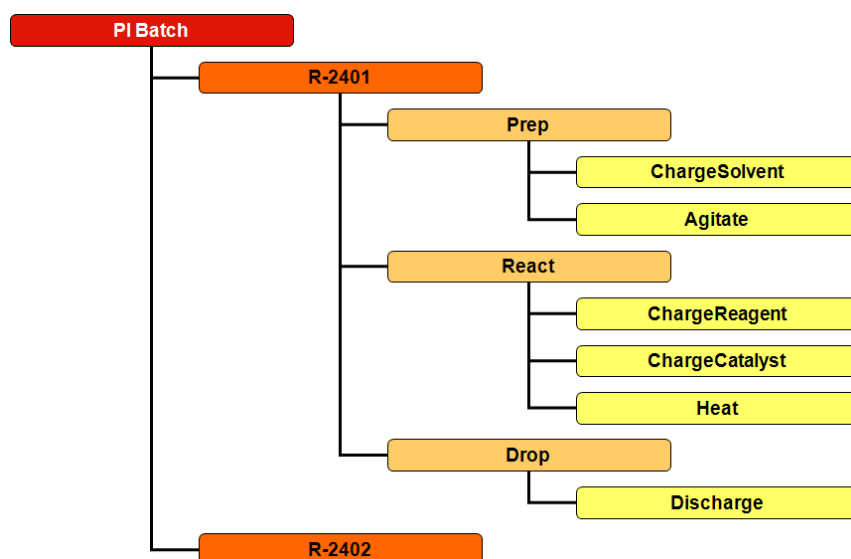 PI Batch
R-2401
Prep
ChargeSolvent
Agitate
React
ChargeReagent
ChargeCatalyst
Heat
Drop
Discharge
R-2402